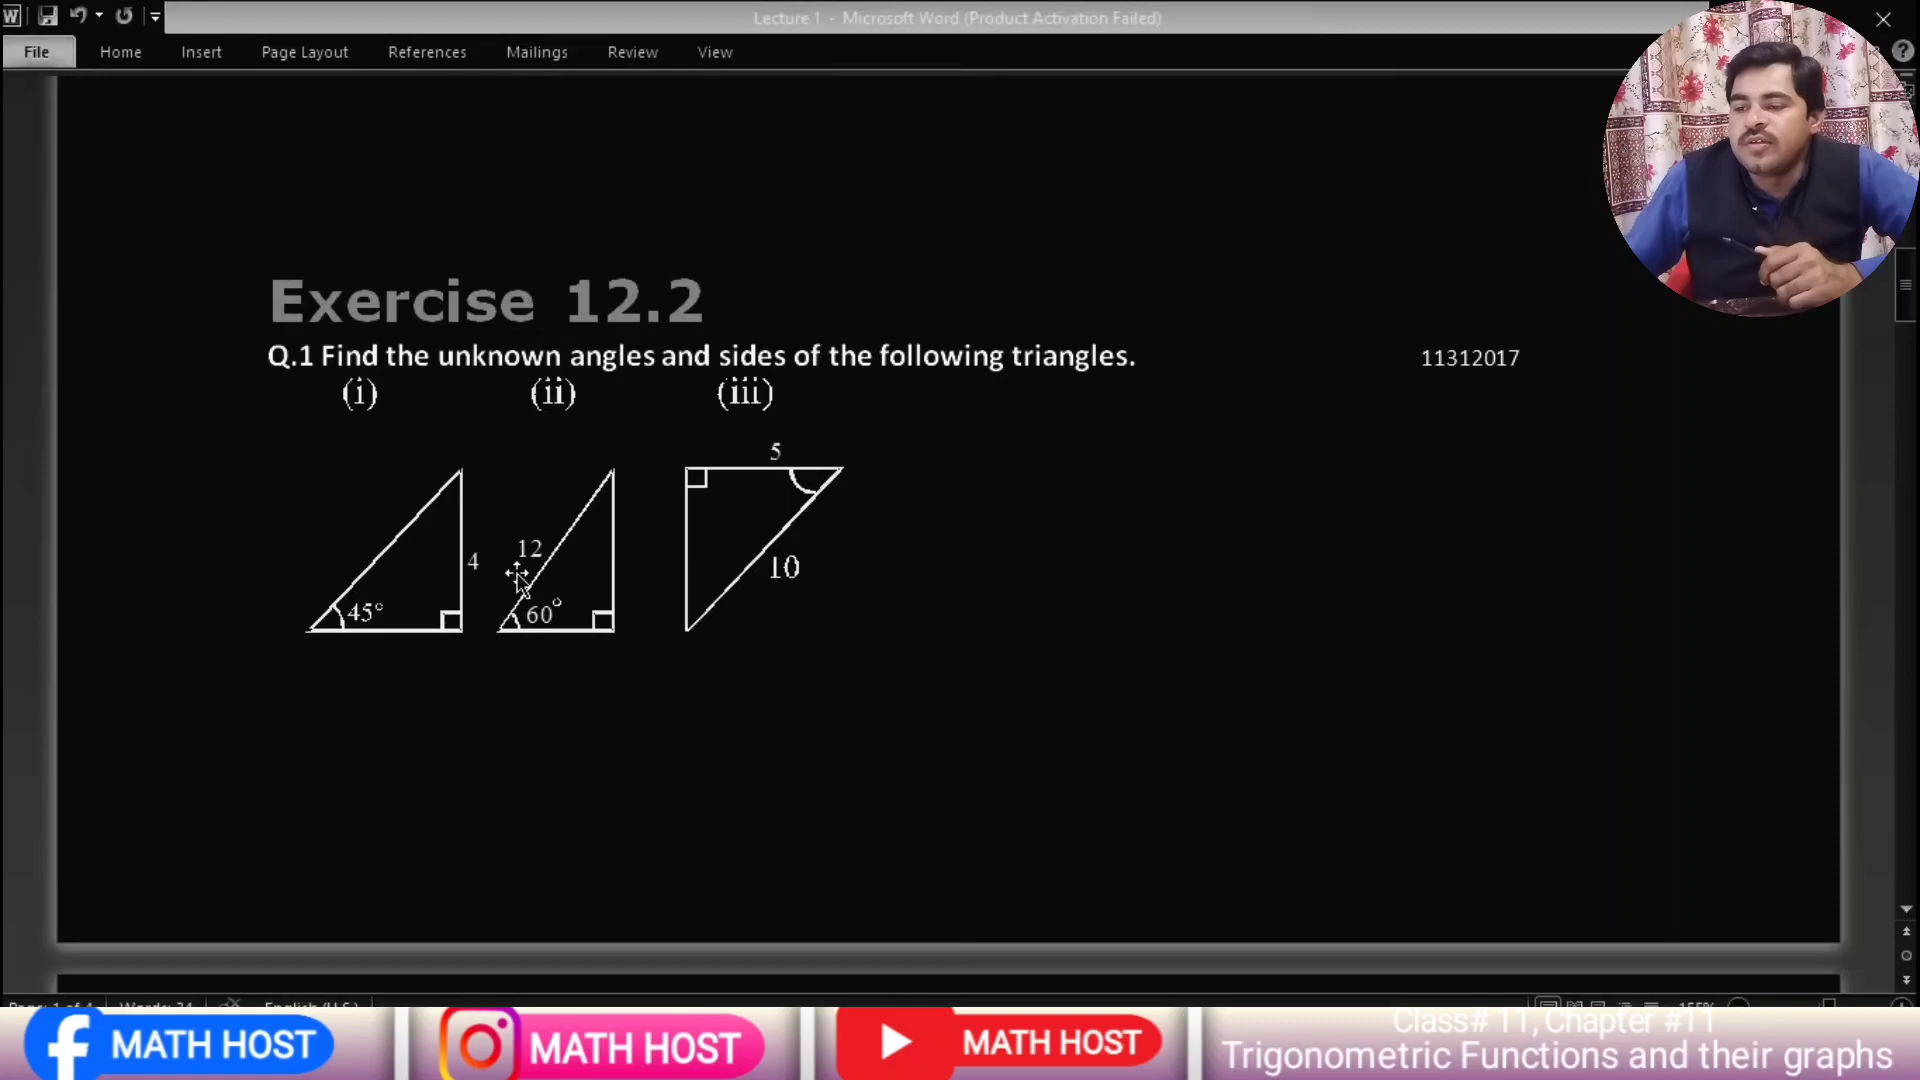 Lecture 1 - Microsoft Word (Product Activation Failed)
File Home Insert Page Layout References Mailings Review View
Exercise 12.2
Q.1 Find the unknown angles and sides of the following triangles. 11312017
(i) (ii) (iii)
5
12
4
10
45°
60°
English (U.S.)
155%
MATH HOST
MATH HOST
MATH HOST
Class# 11, Chapter #11
Trigonometric Functions and their graphs